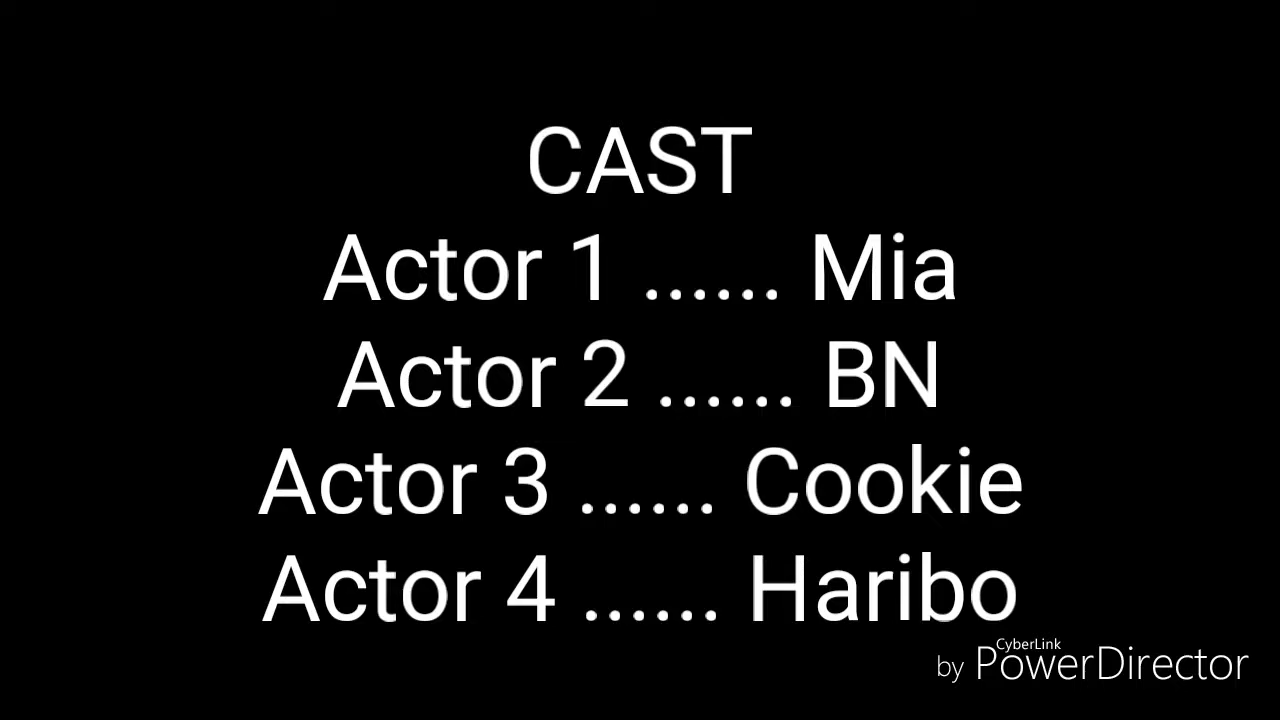 CAST
Actor 1 ...... Mia
Actor 2 ...... BN
Actor 3 ...... Cookie
Actor 4 ...... Haribo
CyberLink
by PowerDirector